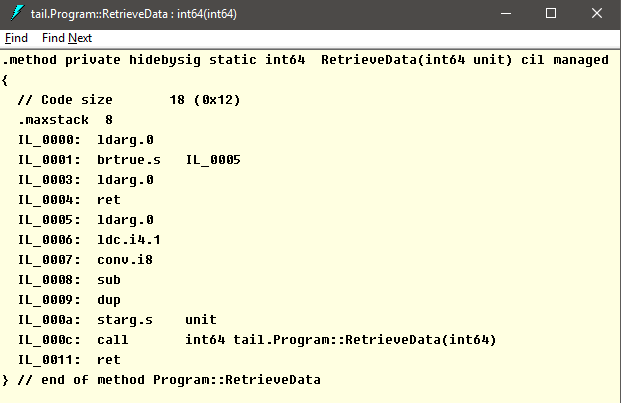 tail.Program::RetrieveData : int64(int64)
Find Find Next
.method private hidebysig static int64  RetrieveData(int64 unit) cil managed
{
  // Code size       18 (0x12)
  .maxstack  8
  IL_0000:  ldarg.0
  IL_0001:  brtrue.s   IL_0005
  IL_0003:  ldarg.0
  IL_0004:  ret
  IL_0005:  ldarg.0
  IL_0006:  ldc.i4.1
  IL_0007:  conv.i8
  IL_0008:  sub
  IL_0009:  dup
  IL_000a:  starg.s    unit
  IL_000c:  call       int64 tail.Program::RetrieveData(int64)
  IL_0011:  ret
} // end of method Program::RetrieveData